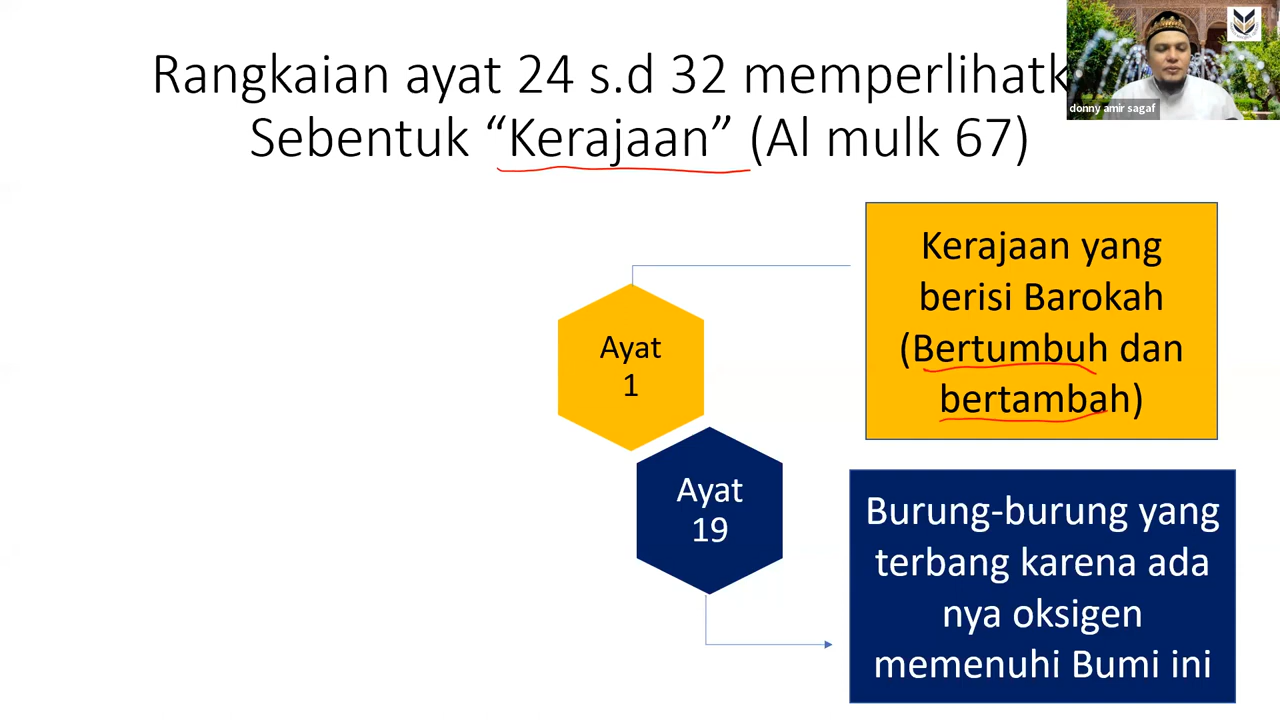 Rangkaian ayat 24 s.d 32 memperlihatk
Sebentuk “Kerajaan” (Al mulk 67)
donny amir sagaf
Kerajaan yang
berisi Barokah
(Bertumbuh dan
bertambah)
Ayat
1
Ayat
19
Burung-burung yang
terbang karena ada
nya oksigen
memenuhi Bumi ini